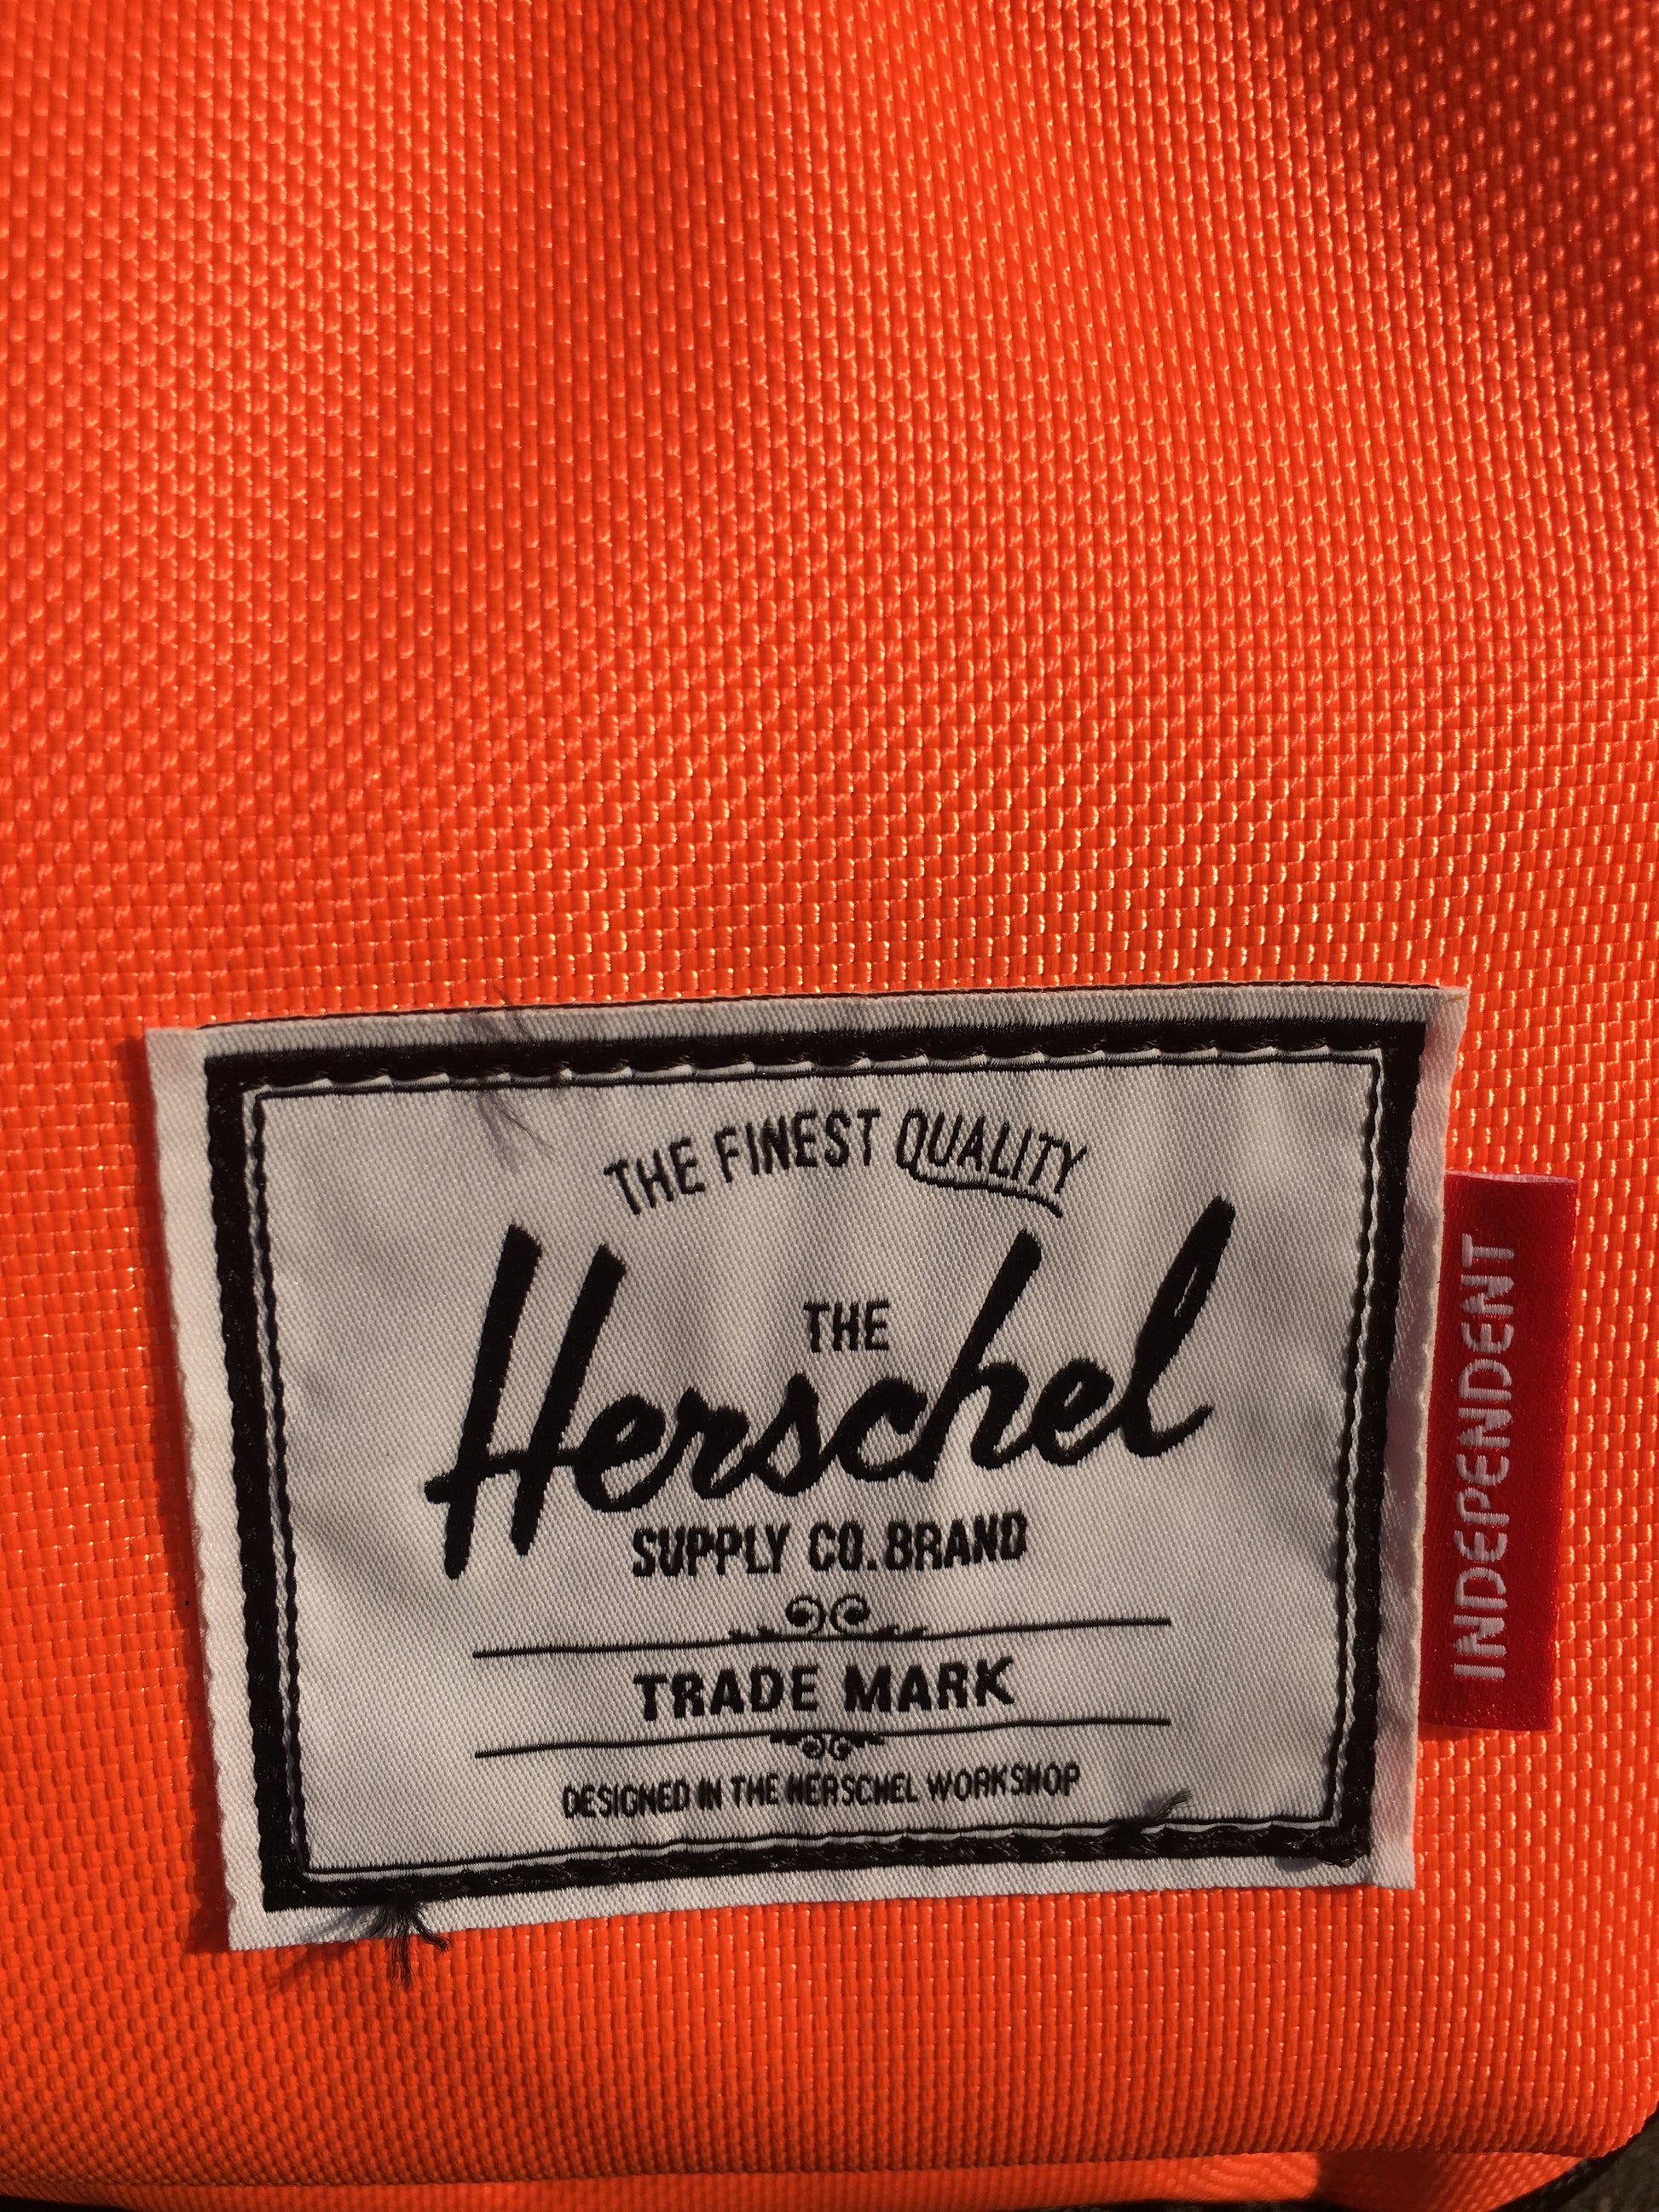 THE FINEST QUALITY
THE
Herschel
SUPPLY CO.BRAND
TRADE MARK
DESIGNED IN THE HERSCHEL WORKSHOP
INDEPENDENT